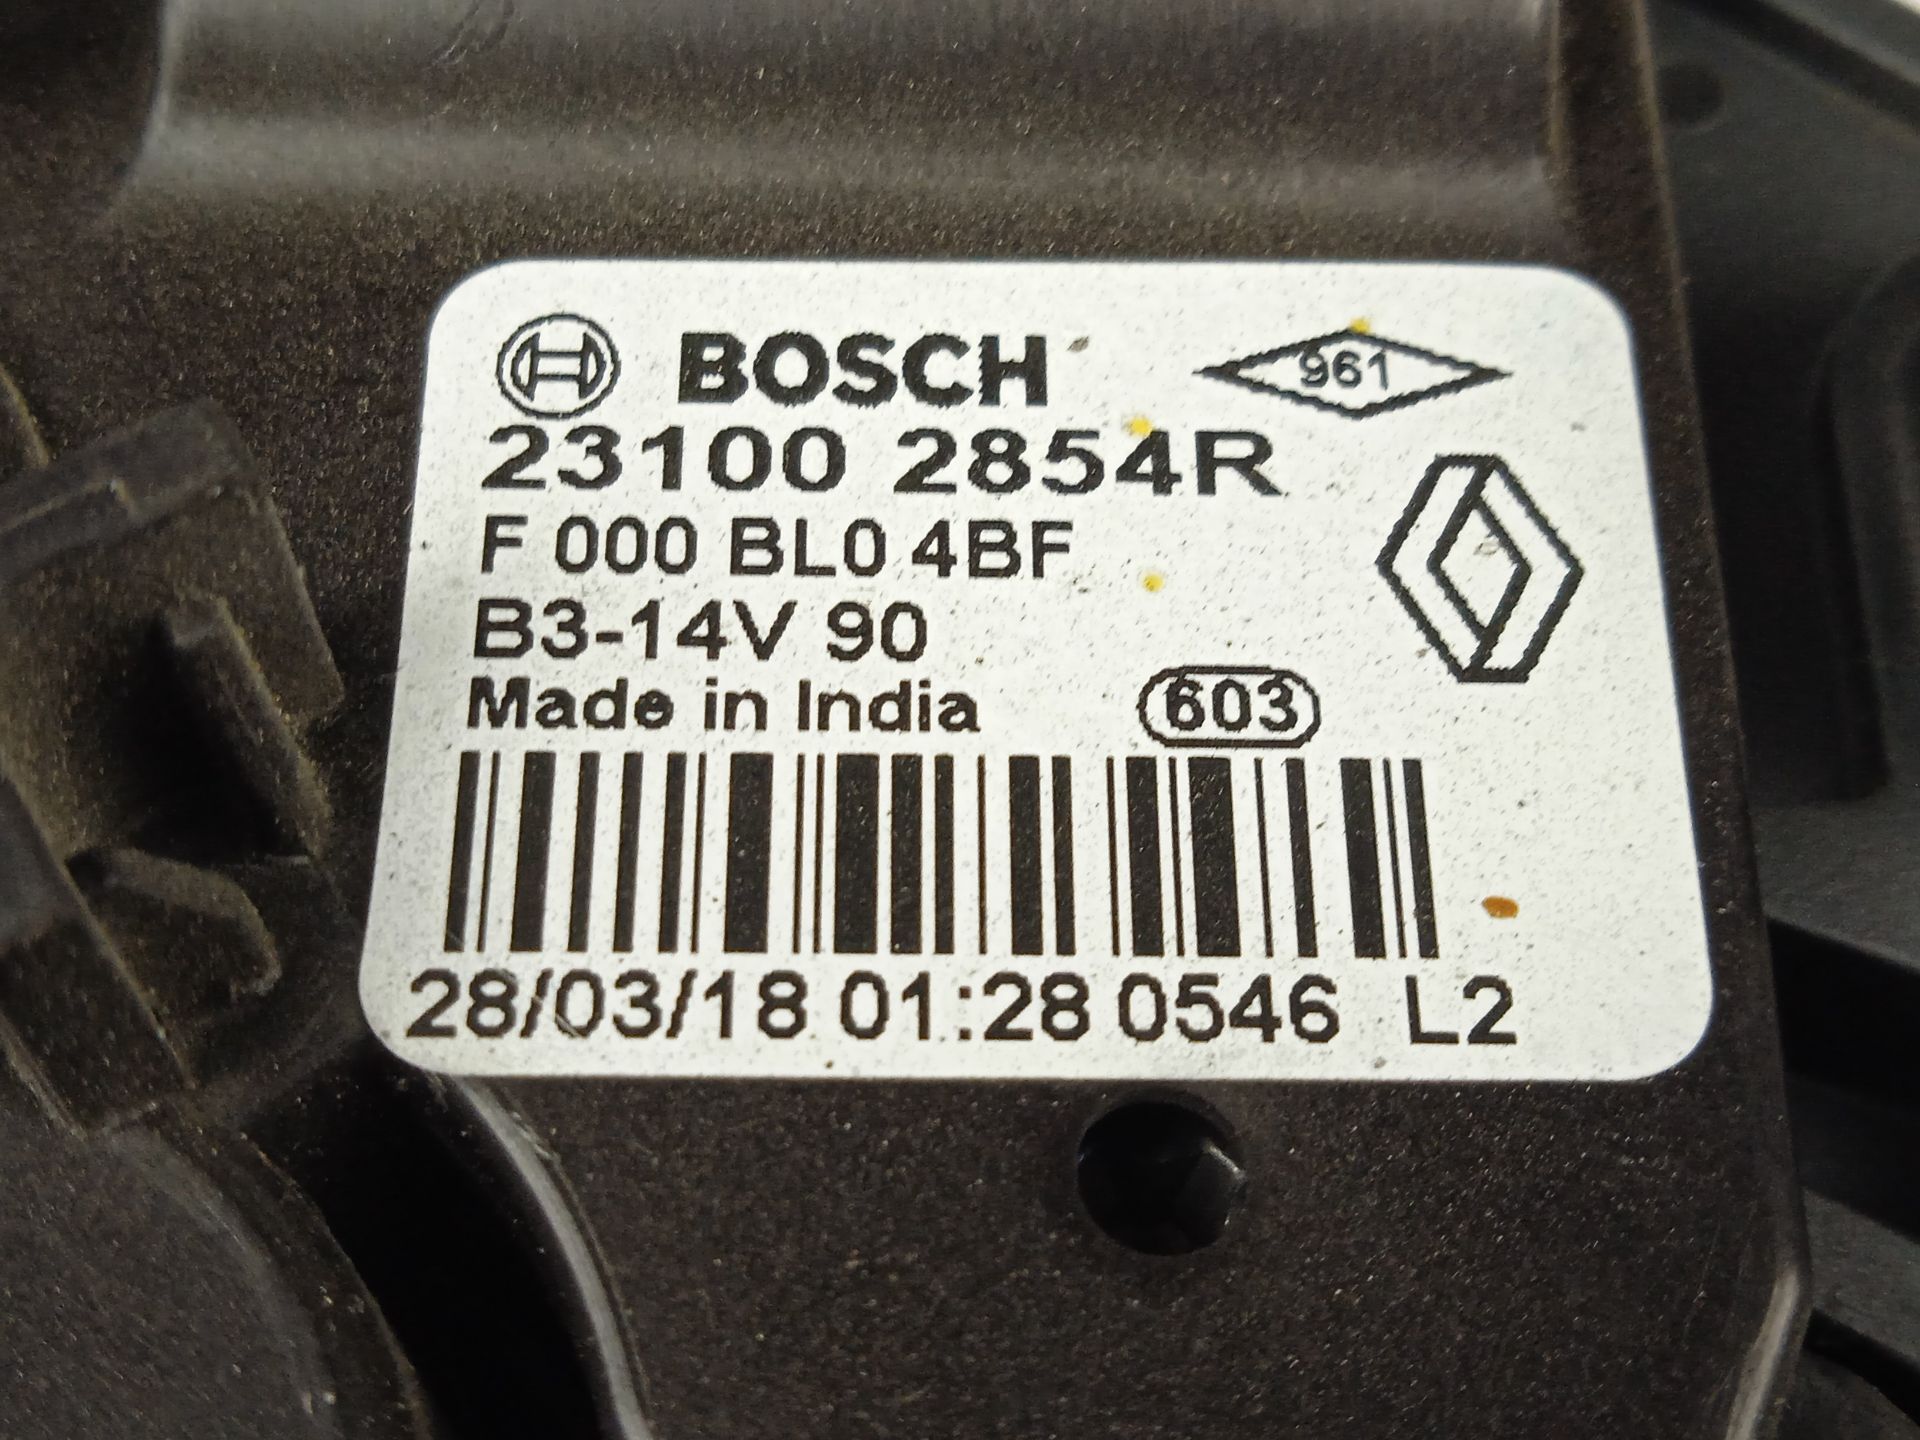 BOSCH
961
23100 2854R
F 000 BL0 4BF
B3-14V 90
Made in India
603
28/03/18 01:28 0546 L2